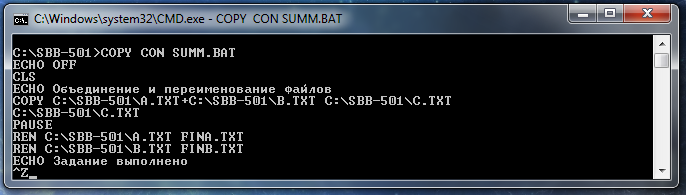 C:\Windows\system32\CMD.exe - COPY CON SUMM.BAT
C:\SBB-501>COPY CON SUMM.BAT
ECHO OFF
CLS
ECHO Объединение и переименование файлов
COPY C:\SBB-501\A.TXT+C:\SBB-501\B.TXT C:\SBB-501\C.TXT
C:\SBB-501\C.TXT
PAUSE
REN C:\SBB-501\A.TXT FINA.TXT
REN C:\SBB-501\B.TXT FINB.TXT
ECHO Задание выполнено
^Z_